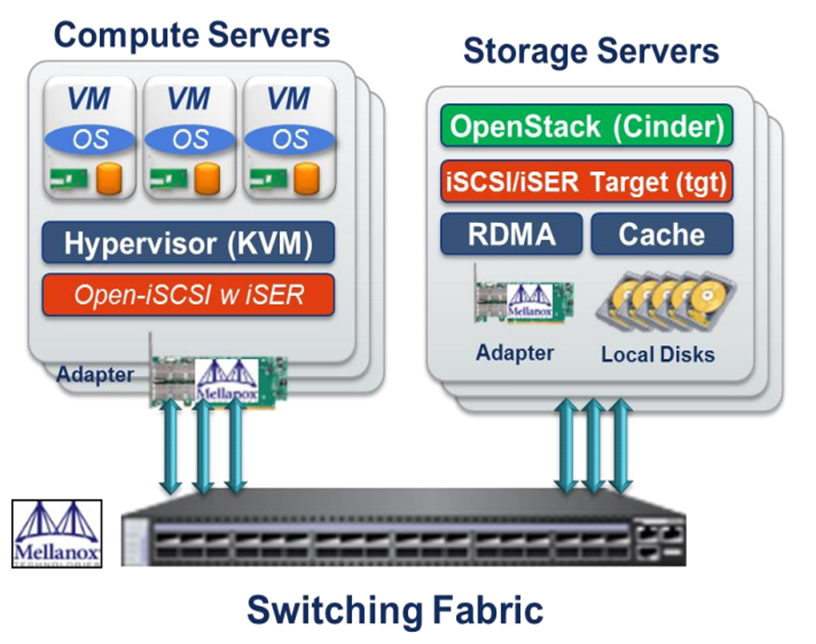 Compute Servers
VM VM VM
OS OS OS
Hypervisor (KVM)
Open-iSCSI w iSER
Adapter
Mellanox
Storage Servers
OpenStack (Cinder)
iSCSI/iSER Target (tgt)
RDMA Cache
Mellanox
Adapter Local Disks
Mellanox
TECHNOLOGIES
Switching Fabric